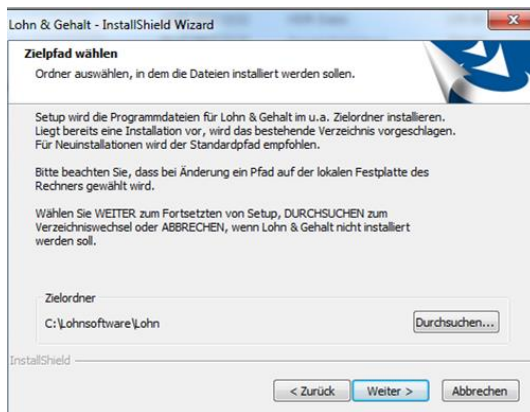 Lohn & Gehalt - InstallShield Wizard
Zielpfad wählen
Ordner auswählen, in dem die Dateien installiert werden sollen.
Setup wird die Programmdateien für Lohn & Gehalt im u.a. Zielordner installieren.
Liegt bereits eine Installation vor, wird das bestehende Verzeichnis vorgeschlagen.
Für Neuinstallationen wird der Standardpfad empfohlen.
Bitte beachten Sie, dass bei Änderung ein Pfad auf der lokalen Festplatte des
Rechners gewählt wird.
Wählen Sie WEITER zum Fortsetzten von Setup, DURCHSUCHEN zum
Verzeichniswechsel oder ABBRECHEN, wenn Lohn & Gehalt nicht installiert
werden soll.
Zielordner
C:\Lohnsoftware\Lohn
Durchsuchen...
InstallShield
< Zurück
Weiter >
Abbrechen